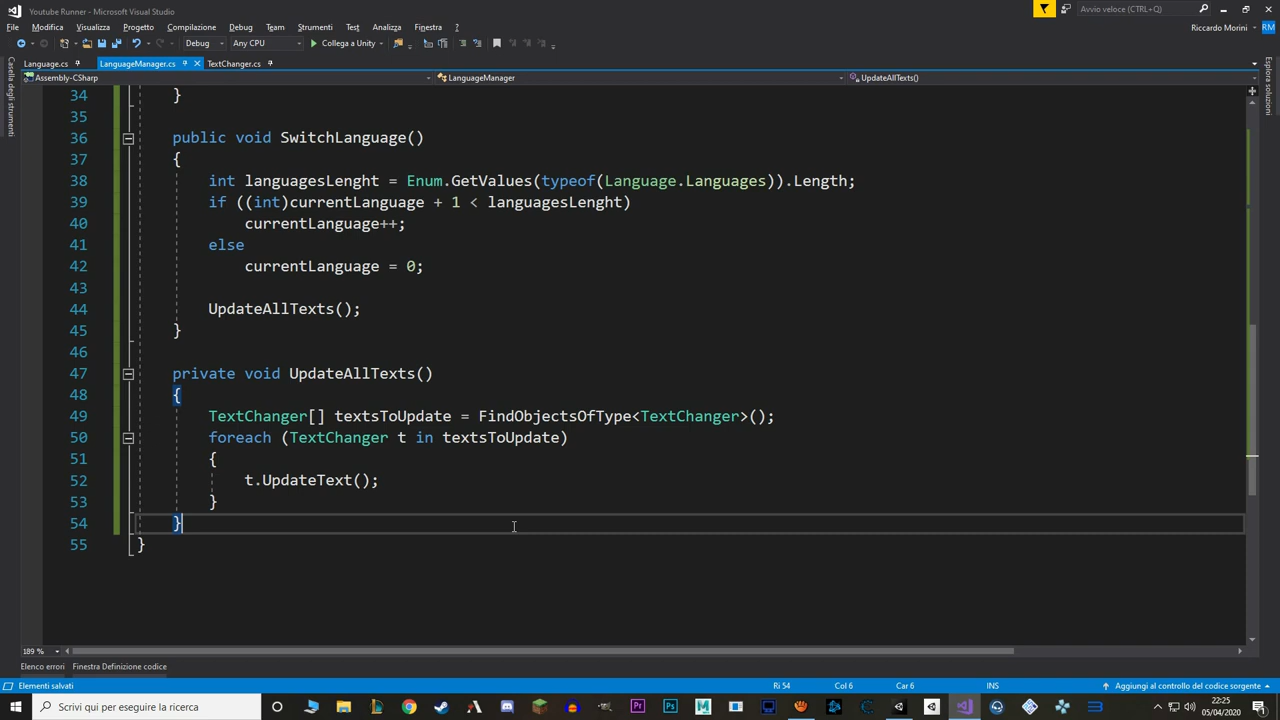 Youtube Runner - Microsoft Visual Studio
Avvio veloce (CTRL+Q)
File Modifica Visualizza Progetto Compilazione Debug Team Strumenti Test Analizza Finestra ?
Riccardo Morini RM
Debug Any CPU Collega a Unity
Language.cs LanguageManager.cs TextChanger.cs
Assembly-CSharp LanguageManager UpdateAllTexts()
Casella degli strumenti
Esplora soluzioni
34 }
35
36 public void SwitchLanguage()
37 {
38 int languagesLenght = Enum.GetValues(typeof(Language.Languages)).Length;
39 if ((int)currentLanguage + 1 < languagesLenght)
40 currentLanguage++;
41 else
42 currentLanguage = 0;
43
44 UpdateAllTexts();
45 }
46
47 private void UpdateAllTexts()
48 {
49 TextChanger[] textsToUpdate = FindObjectsOfType<TextChanger>();
50 foreach (TextChanger t in textsToUpdate)
51 {
52 t.UpdateText();
53 }
54 }
55 }
189 %
Elenco errori Finestra Definizione codice
Elementi salvati Ri 54 Col 6 Car 6 INS Aggiungi al controllo del codice sorgente
Scrivi qui per eseguire la ricerca
22:25
05/04/2020